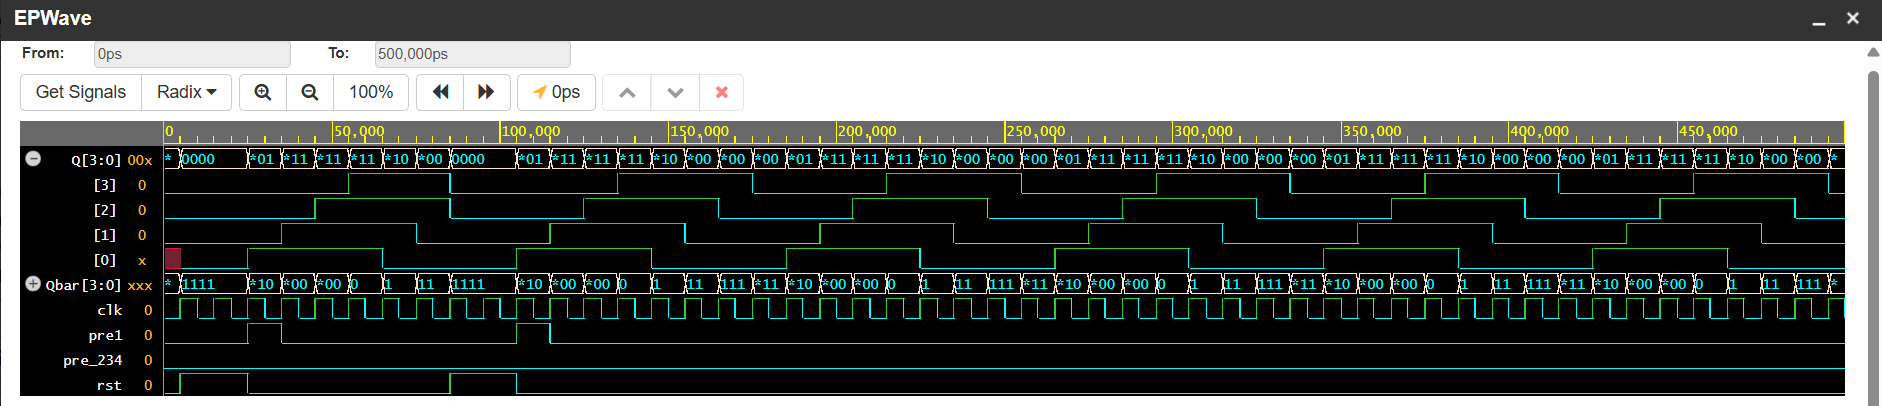 EPWave
From: 0ps To: 500,000ps
Get Signals Radix 100% 0ps
0 50,000 100,000 150,000 200,000 250,000 300,000 350,000 400,000 450,000
Q[3:0] 00x * 0000 *01 *11 *11 *11 *10 *00 0000 *01 *11 *11 *11 *10 *00 *00 *00 *01 *11 *11 *11 *10 *00 *00 *00 *01 *11 *11 *11 *10 *00 *00 *00 *01 *11 *11 *11 *10 *00 *00 *00 *01 *11 *11 *11 *10 *00 *00 *
[3] 0
[2] 0
[1] 0
[0] x
Qbar[3:0] xxx * 1111 *10 *00 *00 0 1 11 1111 *10 *00 *00 0 1 11 111 *11 *10 *00 *00 0 1 11 111 *11 *10 *00 *00 0 1 11 111 *11 *10 *00 *00 0 1 11 111 *11 *10 *00 *00 0 1 11 111 *
clk 0
pre1 0
pre_234 0
rst 0